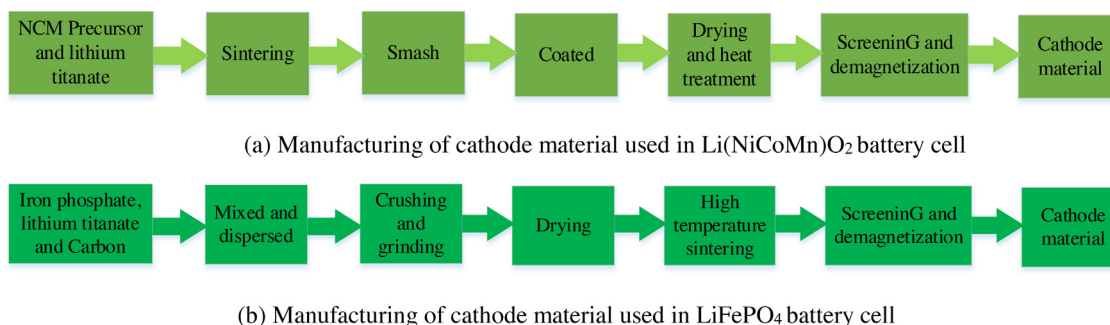 NCM Precursor
and lithium
titanate
Sintering
Smash
Coated
Drying
and heat
treatment
ScreeninG and
demagnetization
Cathode
material
(a) Manufacturing of cathode material used in Li(NiCoMn)O₂ battery cell
Iron phosphate,
lithium titanate
and Carbon
Mixed and
dispersed
Crushing
and
grinding
Drying
High
temperature
sintering
ScreeninG and
demagnetization
Cathode
material
(b) Manufacturing of cathode material used in LiFePO₄ battery cell